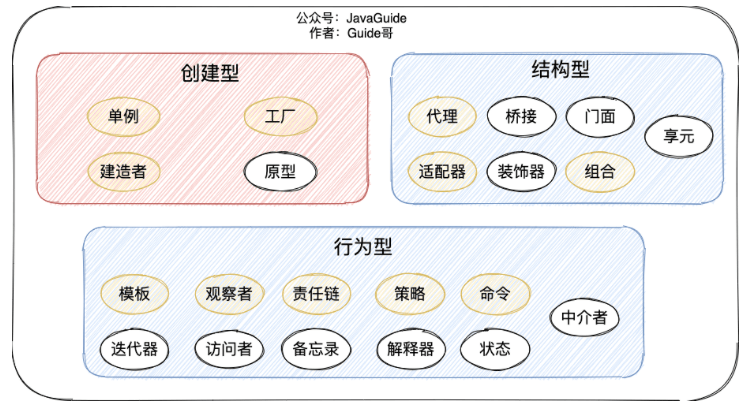 公众号：JavaGuide
作者：Guide哥
创建型
单例
工厂
建造者
原型
结构型
代理
桥接
门面
享元
适配器
装饰器
组合
行为型
模板
观察者
责任链
策略
命令
中介者
迭代器
访问者
备忘录
解释器
状态